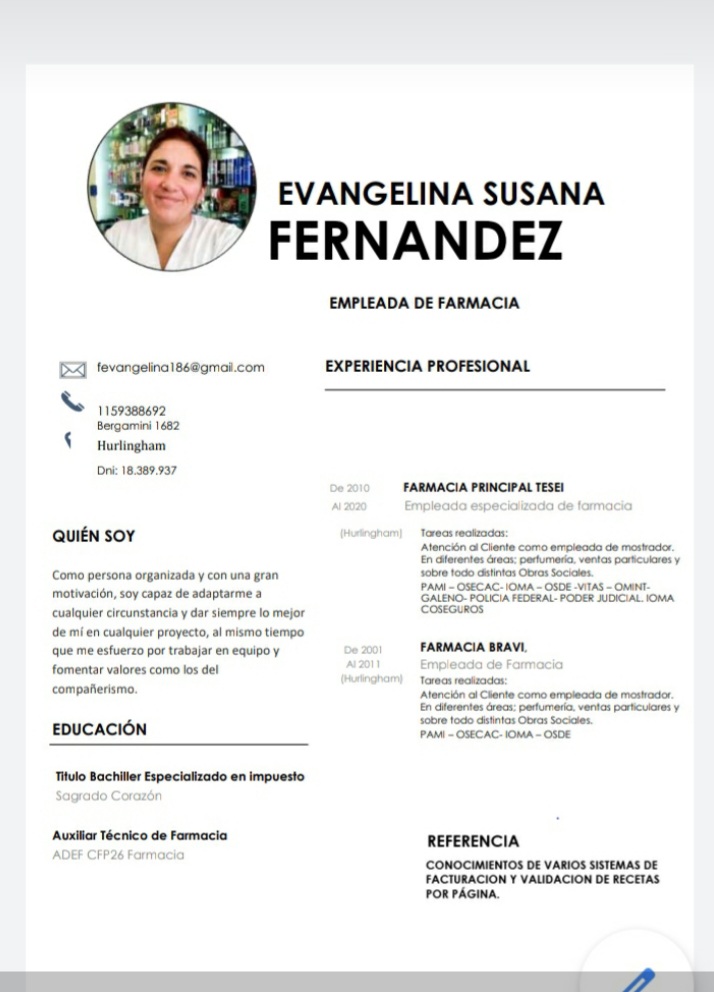 EVANGELINA SUSANA
FERNANDEZ
EMPLEADA DE FARMACIA
fevangelina186@gmail.com
1159388692
Bergamini 1682
Hurlingham
Dni: 18.389.937
QUIÉN SOY
Como persona organizada y con una gran
motivación, soy capaz de adaptarme a
cualquier circunstancia y dar siempre lo mejor
de mí en cualquier proyecto, al mismo tiempo
que me esfuerzo por trabajar en equipo y
fomentar valores como los del
compañerismo.
EDUCACIÓN
Titulo Bachiller Especializado en impuesto
Sagrado Corazón
Auxiliar Técnico de Farmacia
ADEF CFP26 Farmacia
EXPERIENCIA PROFESIONAL
De 2010 FARMACIA PRINCIPAL TESEI
Al 2020 Empleada especializada de farmacia
(Hurlingham) Tareas realizadas:
Atención al Cliente como empleada de mostrador.
En diferentes áreas; perfumería, ventas particulares y
sobre todo distintas Obras Sociales.
PAMI – OSECAC- IOMA – OSDE -VITAS – OMINT-
GALENO- POLICIA FEDERAL- PODER JUDICIAL. IOMA
COSEGUROS
De 2001 FARMACIA BRAVI.
Al 2011 Empleada de Farmacia
(Hurlingham) Tareas realizadas:
Atención al Cliente como empleada de mostrador.
En diferentes áreas; perfumería, ventas particulares y
sobre todo distintas Obras Sociales.
PAMI – OSECAC- IOMA – OSDE
REFERENCIA
CONOCIMIENTOS DE VARIOS SISTEMAS DE
FACTURACION Y VALIDACION DE RECETAS
POR PÁGINA.